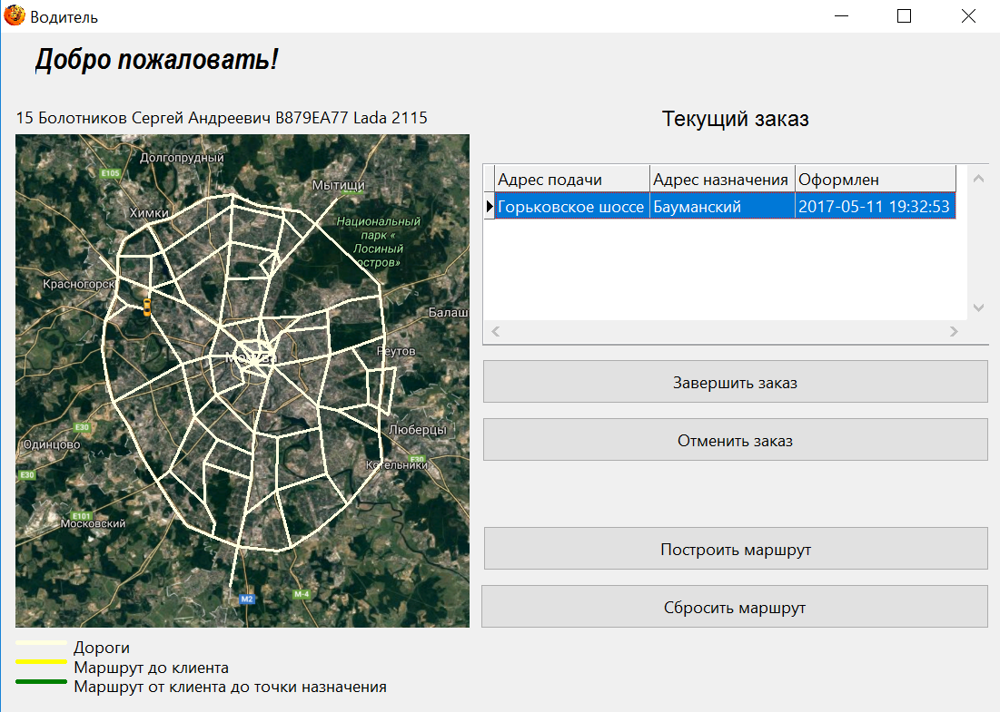 Водитель
Добро пожаловать!
15 Болотников Сергей Андреевич В879ЕА77 Lada 2115
Текущий заказ
Адрес подачи Адрес назначения Оформлен
Горьковское шоссе Бауманский 2017-05-11 19:32:53
Завершить заказ
Отменить заказ
Построить маршрут
Сбросить маршрут
Долгопрудный
E105
Мытищи
Химки
Национальный
парк «
Лосиный
остров»
Красногорск
Балаш
Реутов
Москва
Люберцы
E30
Одинцово
E30
Котельники
E30
E101
Московский
M2
M-4
Дороги
Маршрут до клиента
Маршрут от клиента до точки назначения